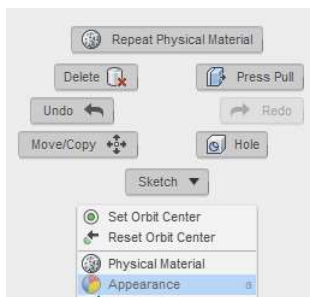 Repeat Physical Material
Delete
Press Pull
Undo
Redo
Move/Copy
Hole
Sketch
Set Orbit Center
Reset Orbit Center
Physical Material
Appearance a